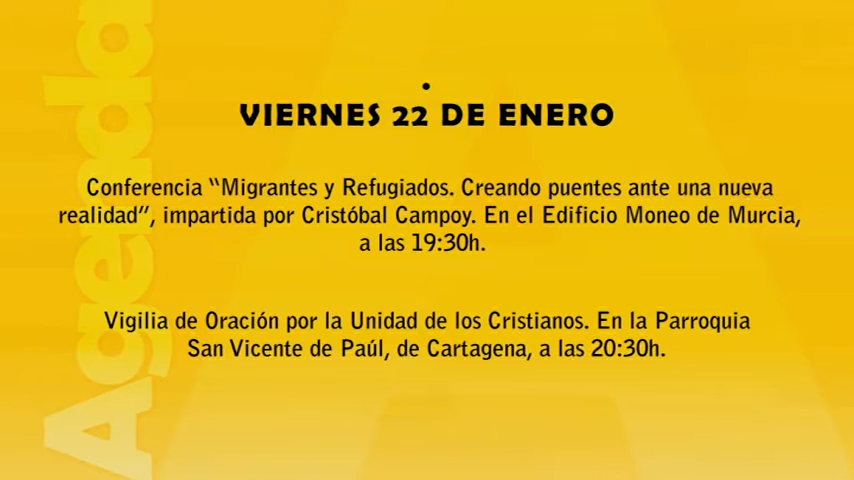 Agenda
VIERNES 22 DE ENERO
Conferencia “Migrantes y Refugiados. Creando puentes ante una nueva
realidad”, impartida por Cristóbal Campoy. En el Edificio Moneo de Murcia,
a las 19:30h.
Vigilia de Oración por la Unidad de los Cristianos. En la Parroquia
San Vicente de Paúl, de Cartagena, a las 20:30h.